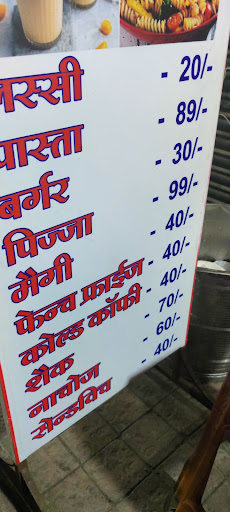 लस्सी - 20/-
पास्ता - 89/-
बर्गर - 30/-
पिज्जा - 99/-
मैगी - 40/-
फेन्च फ्राईज - 40/-
कोल्ड कॉफी - 40/-
शैक - 70/-
नाचोज - 60/-
सेन्डविच - 40/-